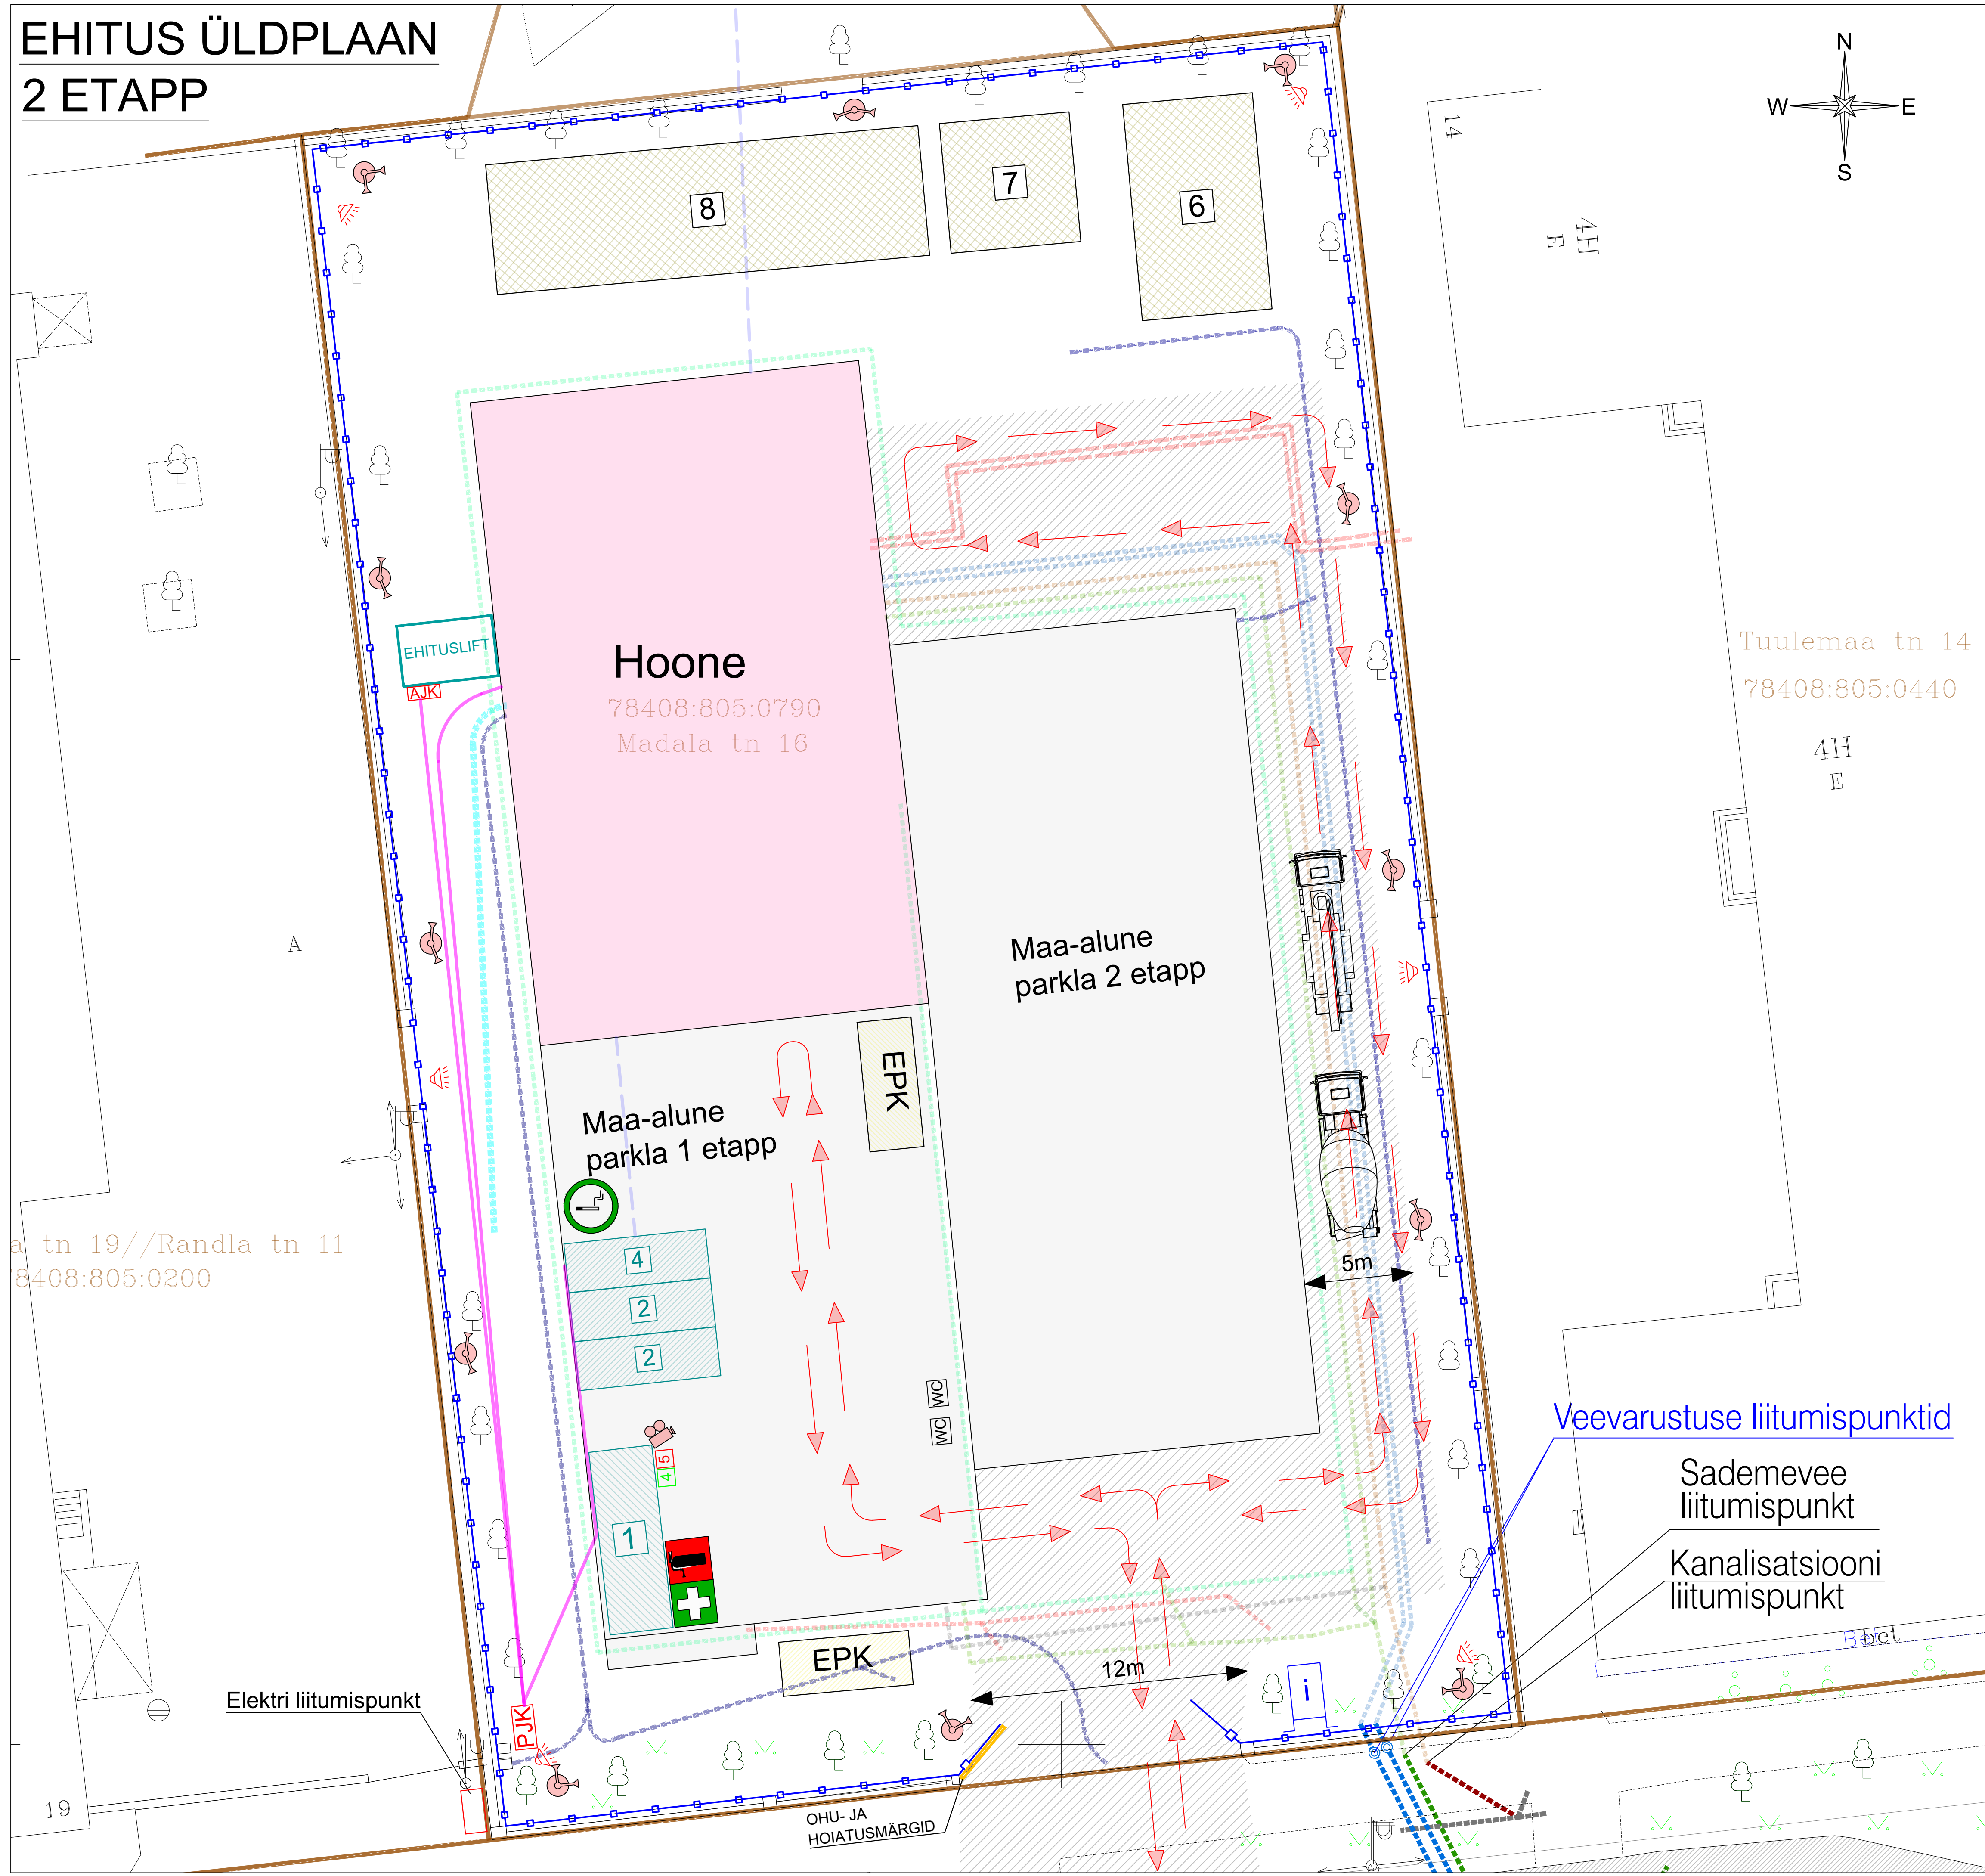 EHITUS ÜLDPLAAN
2 ETAPP
N
W
E
S
14
8
7
6
4H
E
EHITUSLIFT
AJK
Hoone
78408:805:0790
Madala tn 16
Tuulemaa tn 14
78408:805:0440
4H
E
A
Maa-alune
parkla 2 etapp
EPK
Maa-alune
parkla 1 etapp
a tn 19//Randla tn 11
8408:805:0200
4
2
2
5m
WC
WC
5
4
1
Veevarustuse liitumispunktid
Sademevee
liitumispunkt
Kanalisatsiooni
liitumispunkt
EPK
12m
i
bet
Elektri liitumispunkt
PJK
19
OHU- JA
HOIATUSMÄRGID